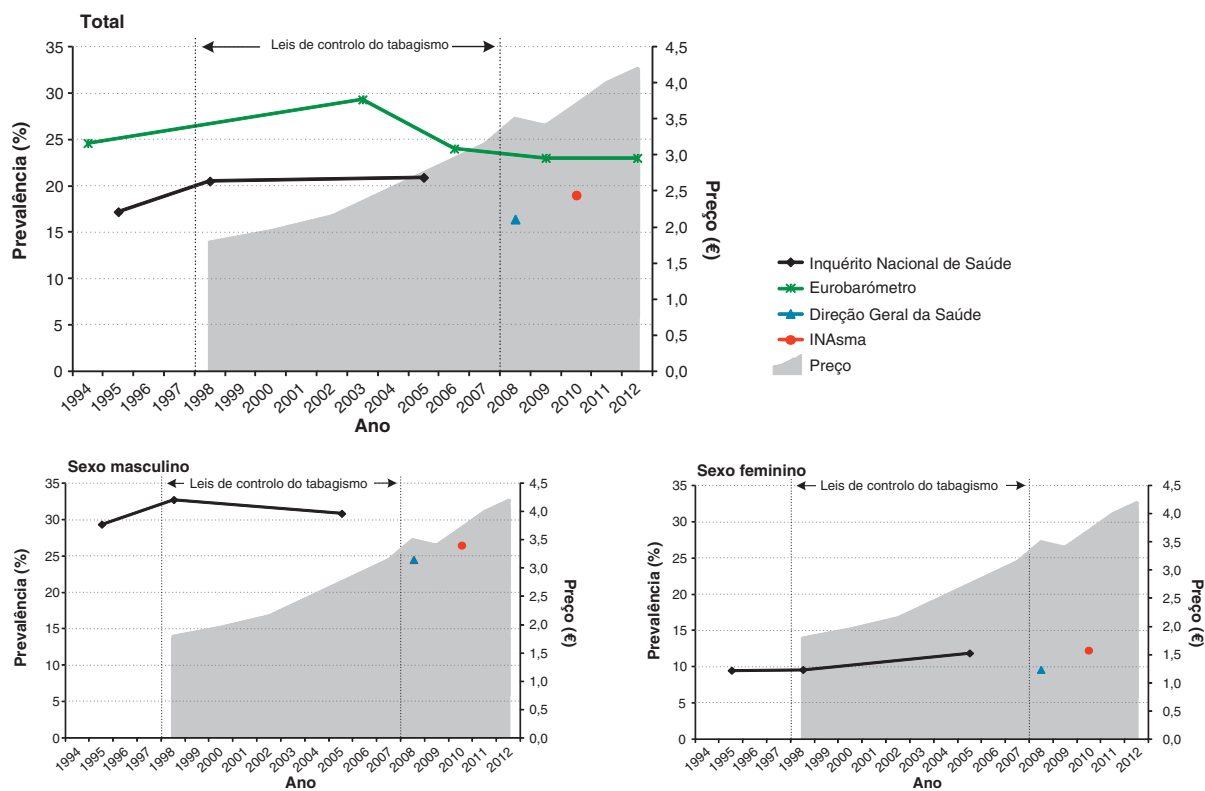 Total
Leis de controlo do tabagismo
35
30
25
20
15
10
5
0
Prevalência (%)
4,5
4,0
3,5
3,0
2,5
2,0
1,5
1,0
0,5
0,0
Preço (€)
1994 1995 1996 1997 1998 1999 2000 2001 2002 2003 2004 2005 2006 2007 2008 2009 2010 2011 2012
Ano
Inquérito Nacional de Saúde
Eurobarómetro
Direção Geral da Saúde
INAsma
Preço
Sexo masculino
Leis de controlo do tabagismo
35
30
25
20
15
10
5
0
Prevalência (%)
4,5
4,0
3,5
3,0
2,5
2,0
1,5
1,0
0,5
0,0
Preço (€)
1994 1995 1996 1997 1998 1999 2000 2001 2002 2003 2004 2005 2006 2007 2008 2009 2010 2011 2012
Ano
Sexo feminino
Leis de controlo do tabagismo
35
30
25
20
15
10
5
0
Prevalência (%)
4,5
4,0
3,5
3,0
2,5
2,0
1,5
1,0
0,5
0,0
Preço (€)
1994 1995 1996 1997 1998 1999 2000 2001 2002 2003 2004 2005 2006 2007 2008 2009 2010 2011 2012
Ano